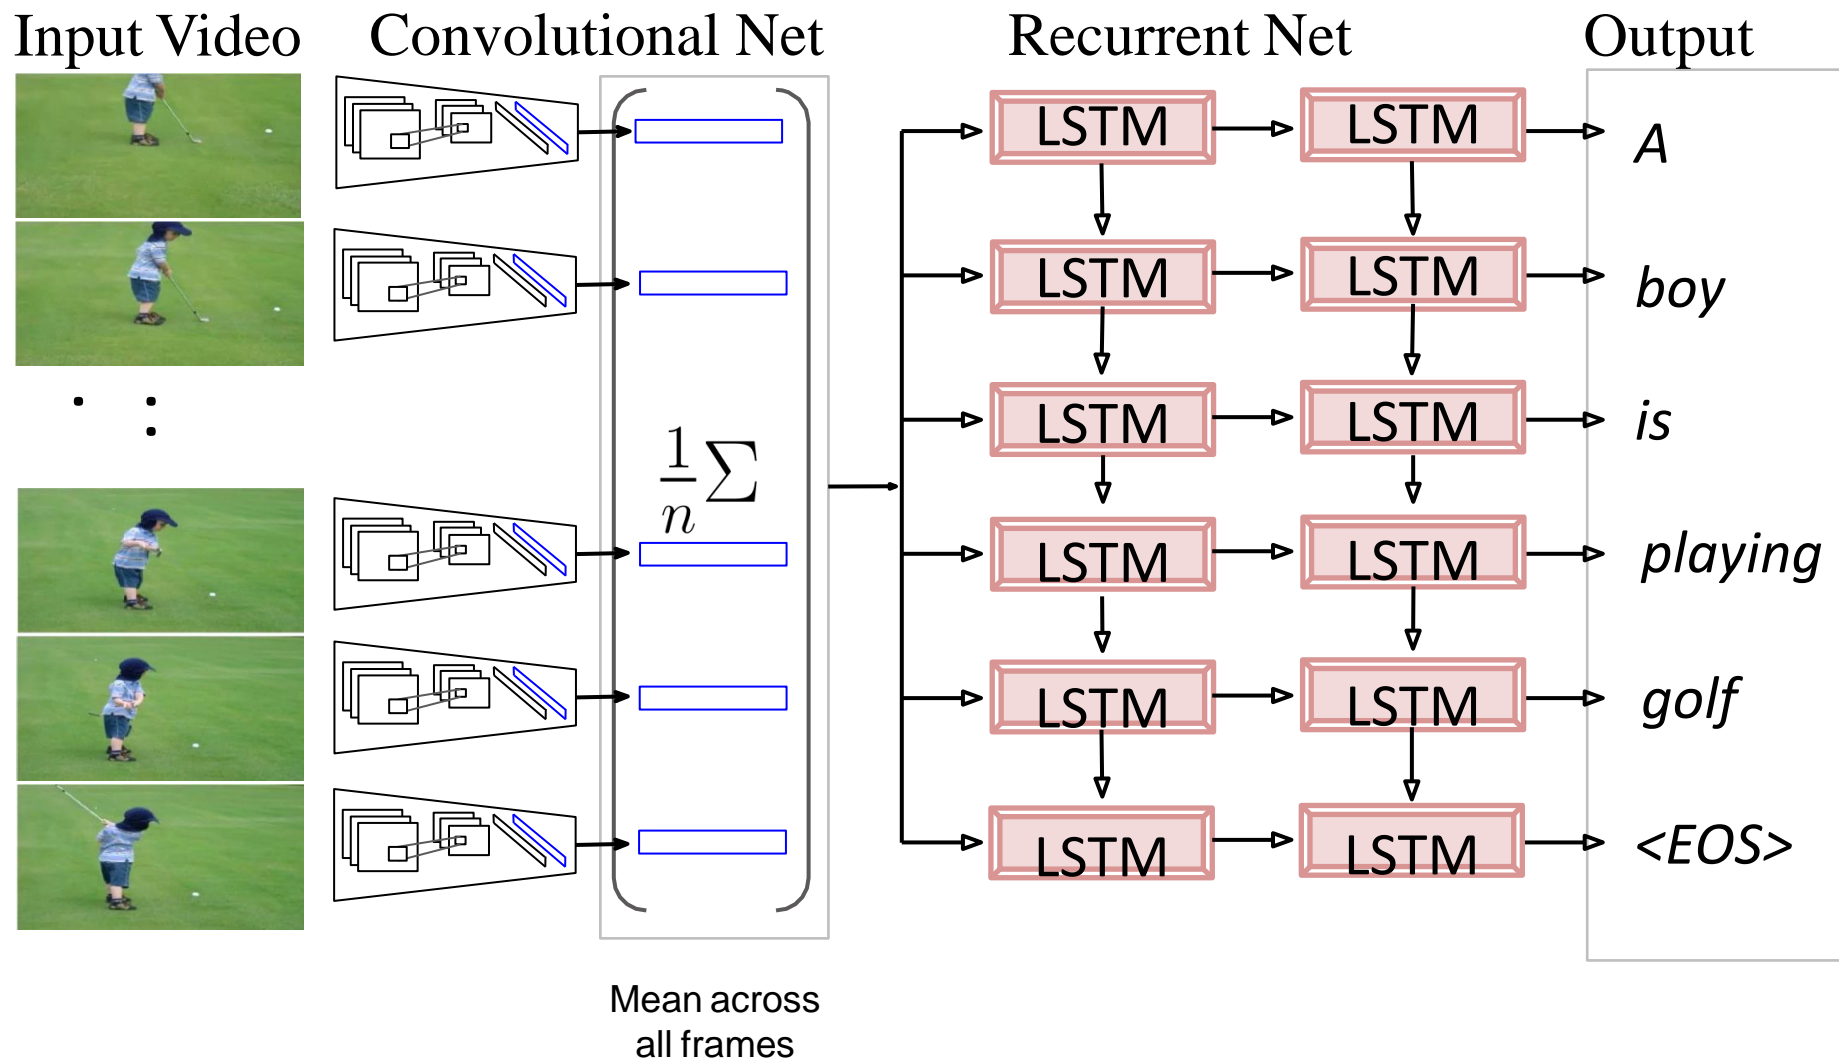 Input Video Convolutional Net Recurrent Net Output
LSTM LSTM A
LSTM LSTM boy
LSTM LSTM is
1/n ∑
LSTM LSTM playing
LSTM LSTM golf
LSTM LSTM <EOS>
Mean across
all frames